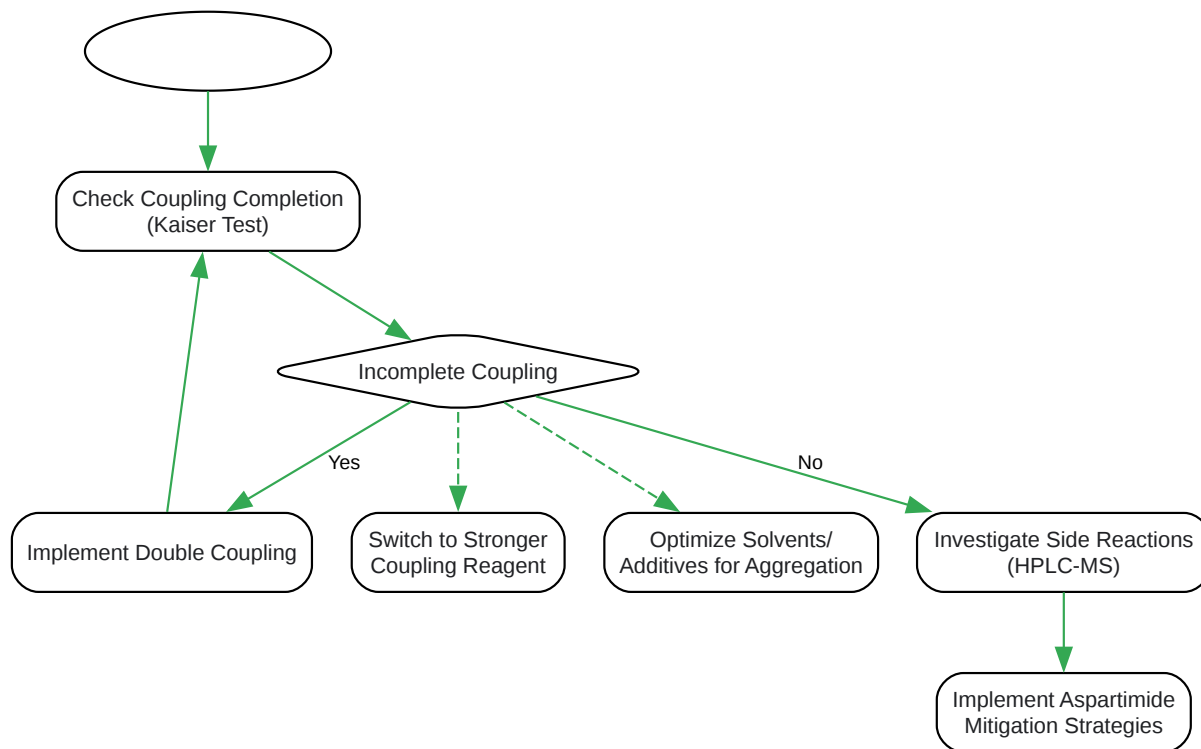 Check Coupling Completion
(Kaiser Test)
Incomplete Coupling
Yes
No
Implement Double Coupling
Switch to Stronger
Coupling Reagent
Optimize Solvents/
Additives for Aggregation
Investigate Side Reactions
(HPLC-MS)
Implement Aspartimide
Mitigation Strategies